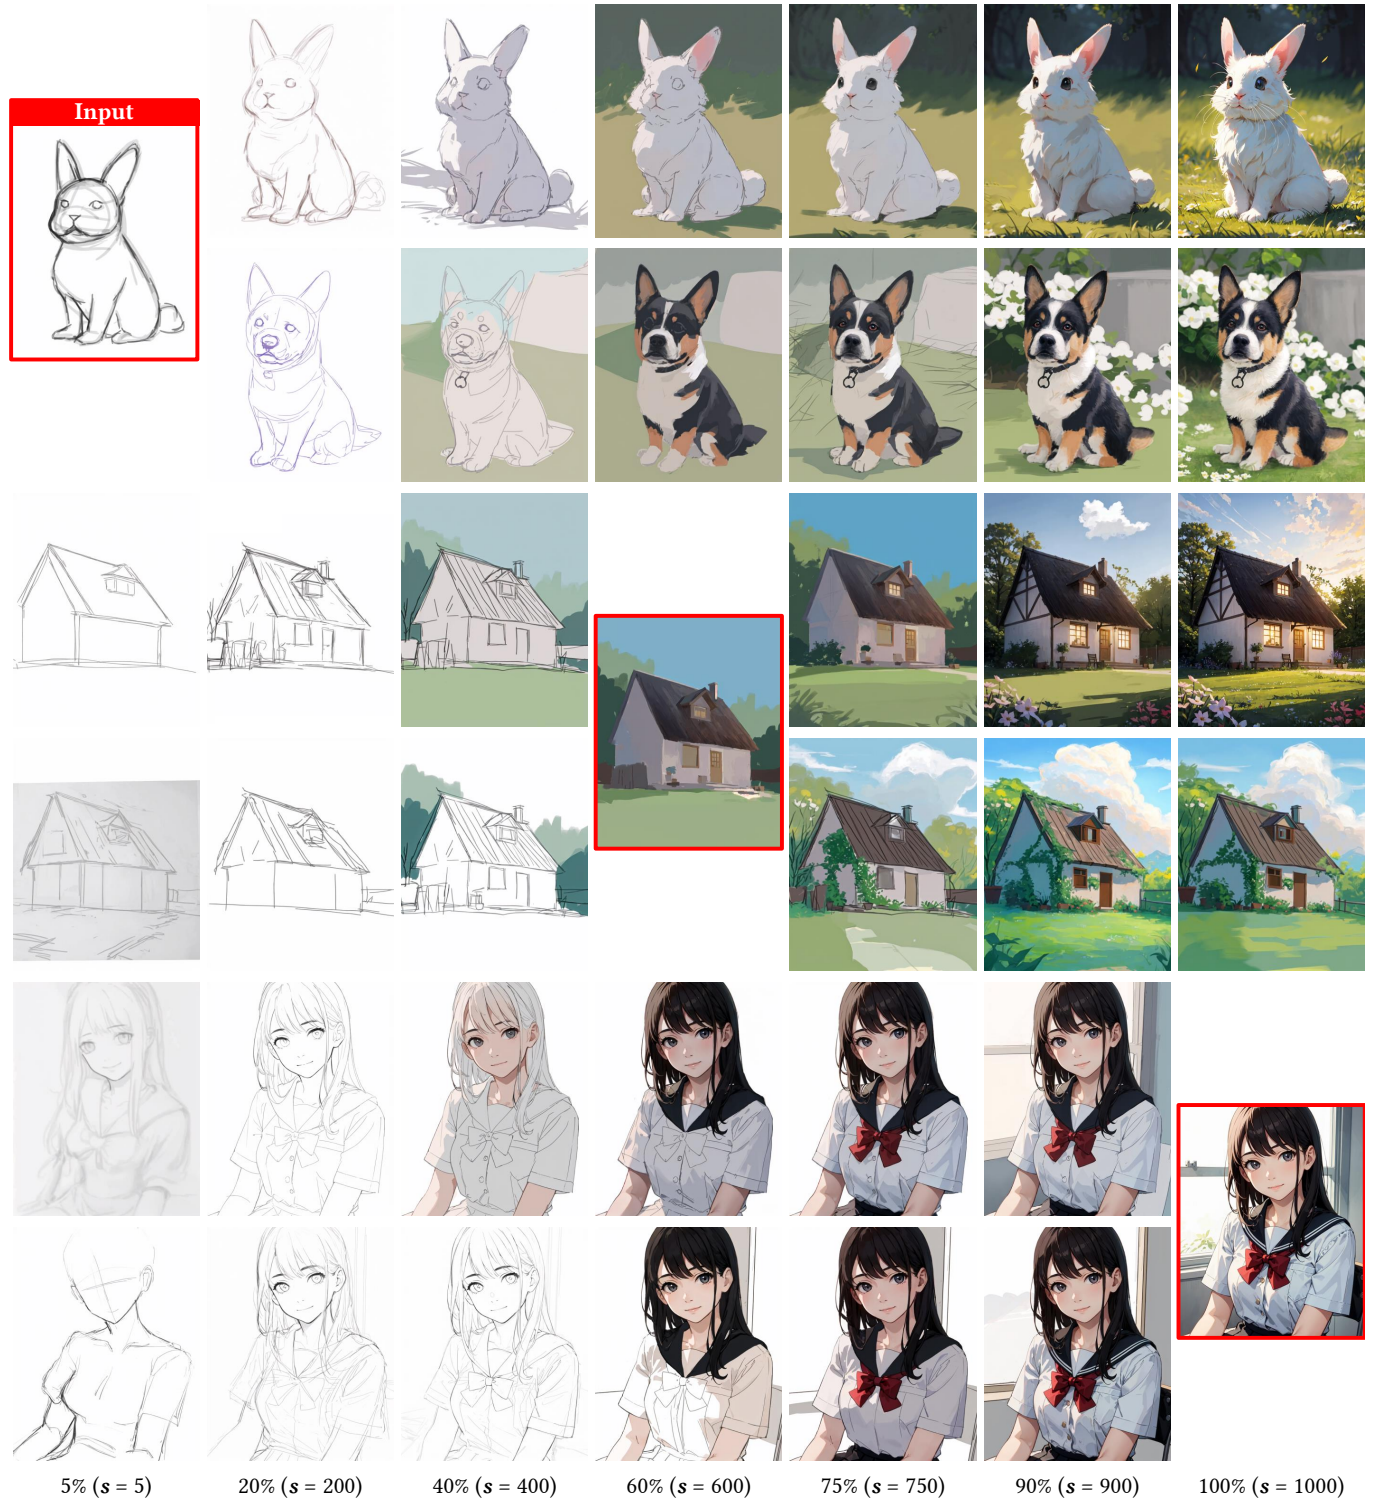 Input
5% (s = 5)
20% (s = 200)
40% (s = 400)
60% (s = 600)
75% (s = 750)
90% (s = 900)
100% (s = 1000)